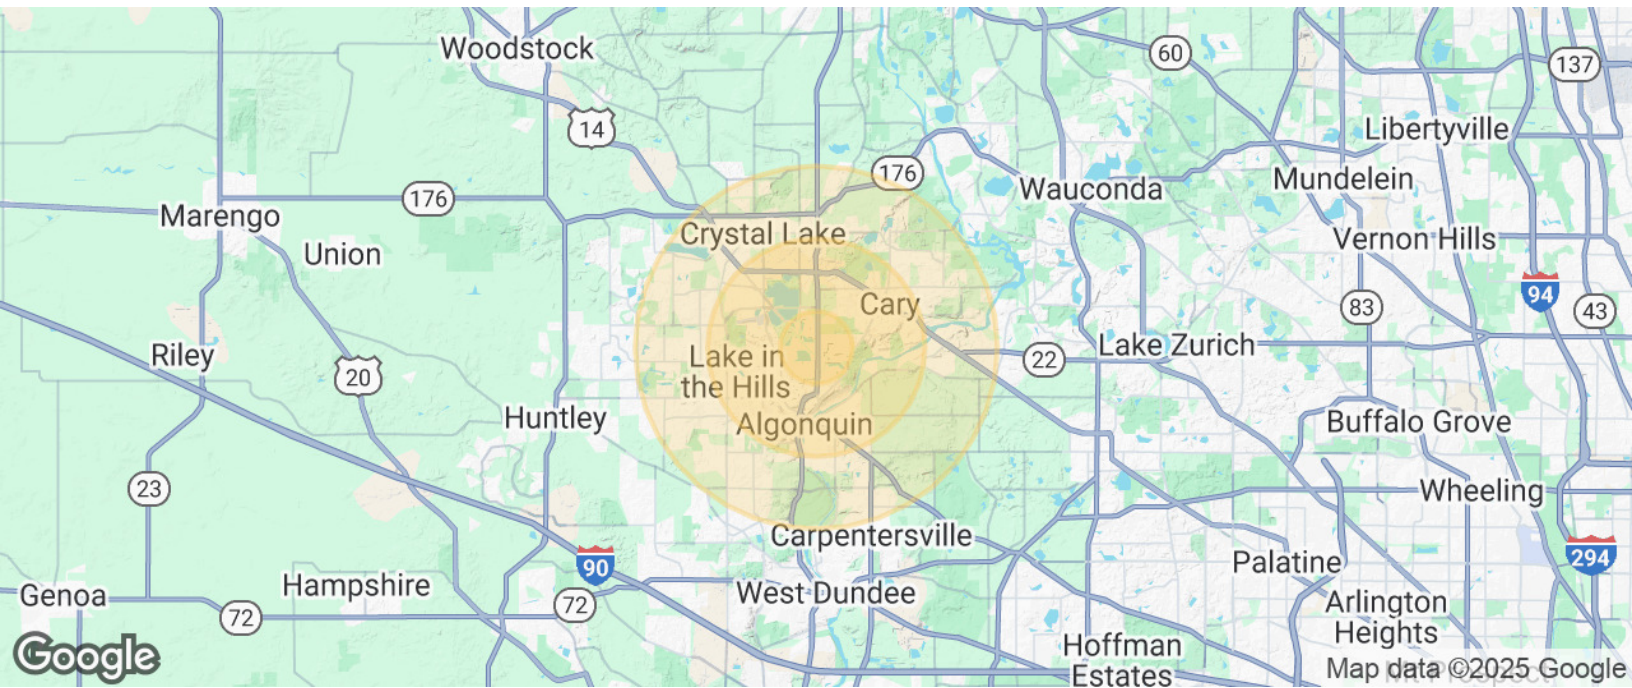 Woodstock
60
137
14
Libertyville
176
Mundelein
Wauconda
176
Marengo
Crystal Lake
Vernon Hills
Union
94
Cary
83
43
Lake Zurich
Riley
Lake in
the Hills
22
20
Huntley
Algonquin
Buffalo Grove
23
Wheeling
Carpentersville
294
90
Palatine
Hampshire
West Dundee
Genoa
72
72
Arlington
Heights
Hoffman
Estates
Google
Map data ©2025 Google